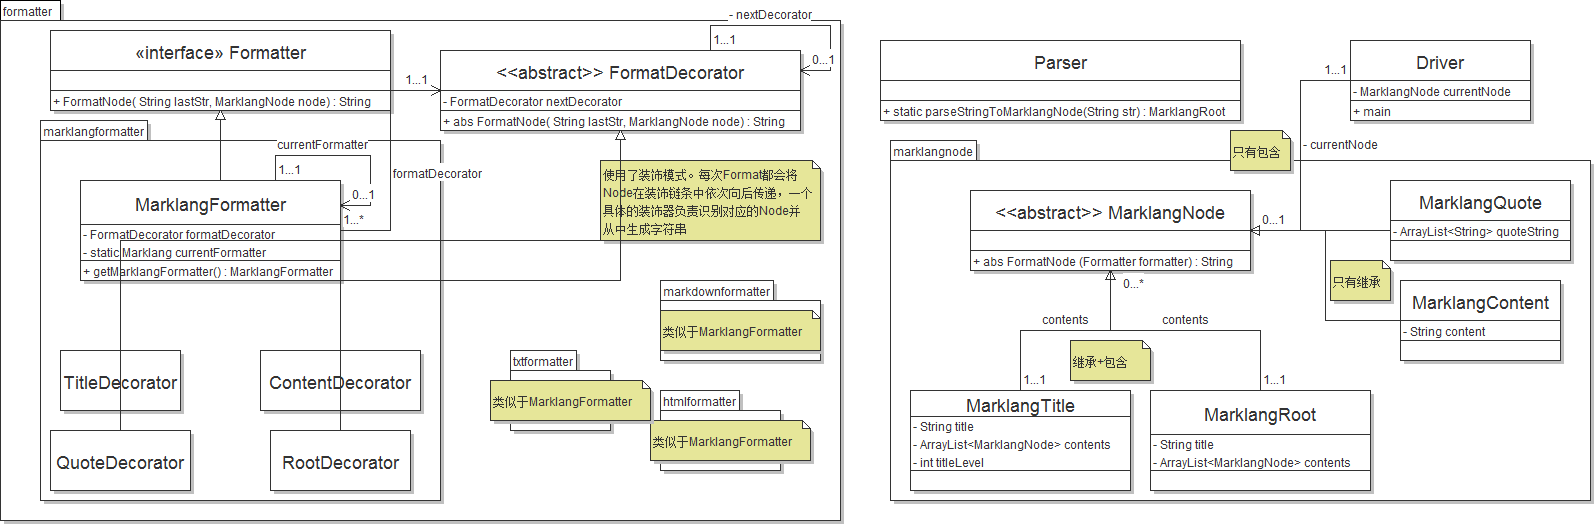 formatter
«interface» Formatter
+ FormatNode( String lastStr, MarklangNode node) : String
1...1
- nextDecorator
1...1
0...1
<<abstract>> FormatDecorator
- FormatDecorator nextDecorator
+ abs FormatNode( String lastStr, MarklangNode node) : String
marklangformatter
currentFormatter
1...1
formatDecorator
0...1
1...*
MarklangFormatter
- FormatDecorator formatDecorator
- static Marklang currentFormatter
+ getMarklangFormatter() : MarklangFormatter
使用了装饰模式。每次Format都会将
Node在装饰链条中依次向后传递，一个
具体的装饰器负责识别对应的Node并
从中生成字符串
TitleDecorator
ContentDecorator
QuoteDecorator
RootDecorator
markdownformatter
类似于MarklangFormatter
txtformatter
类似于MarklangFormatter
htmlformatter
类似于MarklangFormatter
Parser
+ static parseStringToMarklangNode(String str) : MarklangRoot
Driver
- MarklangNode currentNode
+ main
1...1
只有包含
- currentNode
marklangnode
<<abstract>> MarklangNode
+ abs FormatNode (Formatter formatter) : String
0...1
0...*
MarklangQuote
- ArrayList<String> quoteString
只有继承
MarklangContent
- String content
contents
contents
继承+包含
1...1
1...1
MarklangTitle
- String title
- ArrayList<MarklangNode> contents
- int titleLevel
MarklangRoot
- String title
- ArrayList<MarklangNode> contents